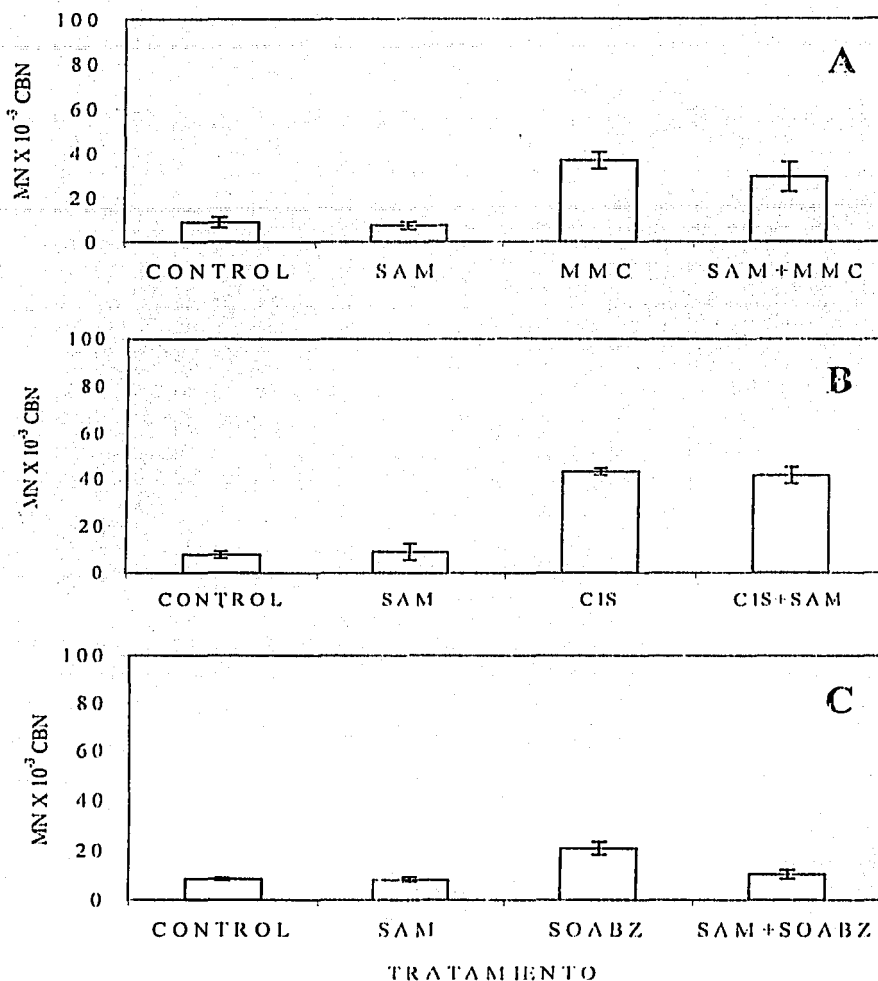 A
MN X 10⁻³ CBN
100
80
60
40
20
0
CONTROL SAM MMC SAM+MMC
B
MN X 10⁻³ CBN
100
80
60
40
20
0
CONTROL SAM CIS CIS+SAM
C
MN X 10⁻³ CBN
100
80
60
40
20
0
CONTROL SAM SOABZ SAM+SOABZ
TRATAMIENTO